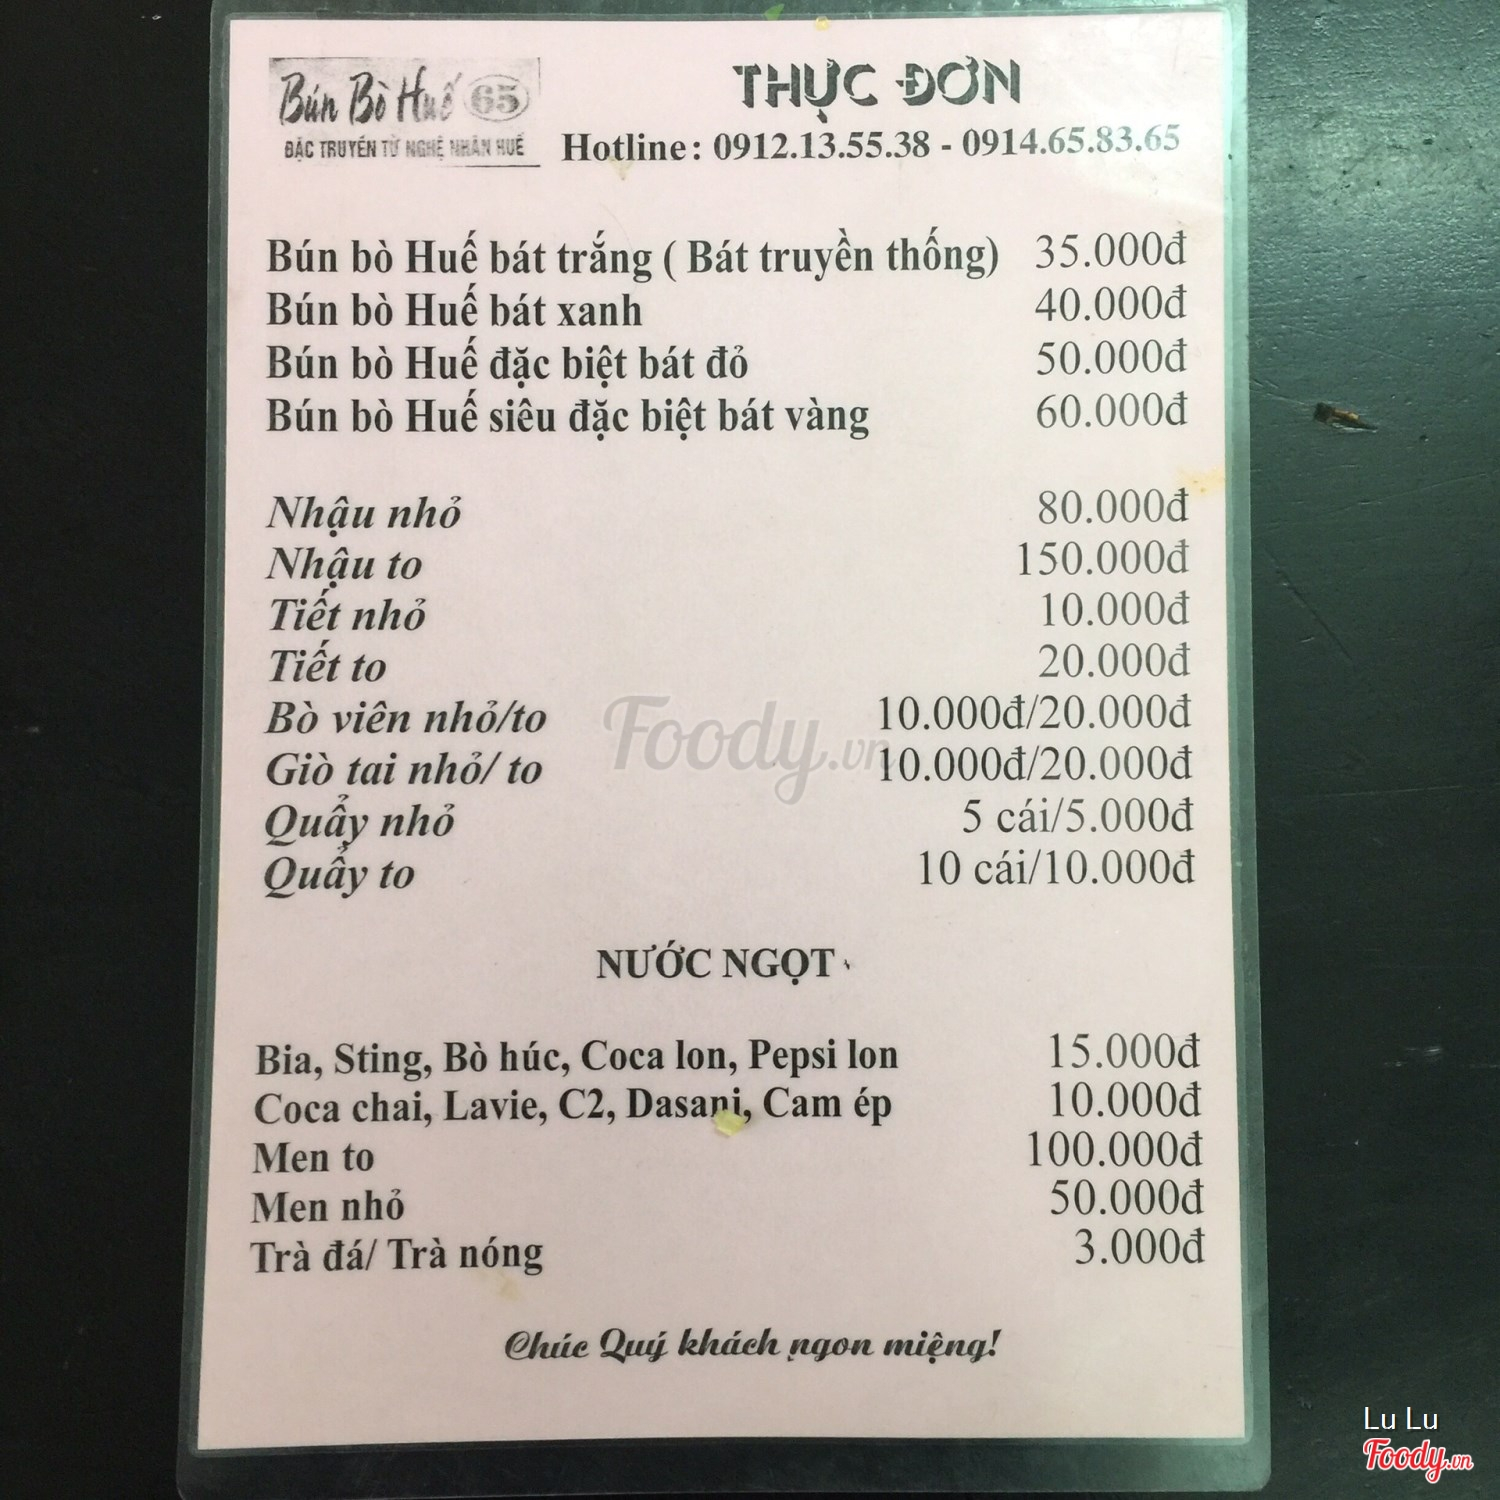 Bún Bò Huế 65
ĐẶC TRUYỀN TỪ NGHỆ NHÂN HUẾ
THỰC ĐƠN
Hotline: 0912.13.55.38 - 0914.65.83.65
Bún bò Huế bát trắng ( Bát truyền thống) 35.000đ
Bún bò Huế bát xanh 40.000đ
Bún bò Huế đặc biệt bát đỏ 50.000đ
Bún bò Huế siêu đặc biệt bát vàng 60.000đ
Nhậu nhỏ 80.000đ
Nhậu to 150.000đ
Tiết nhỏ 10.000đ
Tiết to 20.000đ
Bò viên nhỏ/to 10.000đ/20.000đ
Foody.vn
Giò tai nhỏ/ to 10.000đ/20.000đ
Quẩy nhỏ 5 cái/5.000đ
Quẩy to 10 cái/10.000đ
NƯỚC NGỌT
Bia, Sting, Bò húc, Coca lon, Pepsi lon 15.000đ
Coca chai, Lavie, C2, Dasani, Cam ép 10.000đ
Men to 100.000đ
Men nhỏ 50.000đ
Trà đá/ Trà nóng 3.000đ
Chúc Quý khách ngon miệng!
Lu Lu
Foody.vn